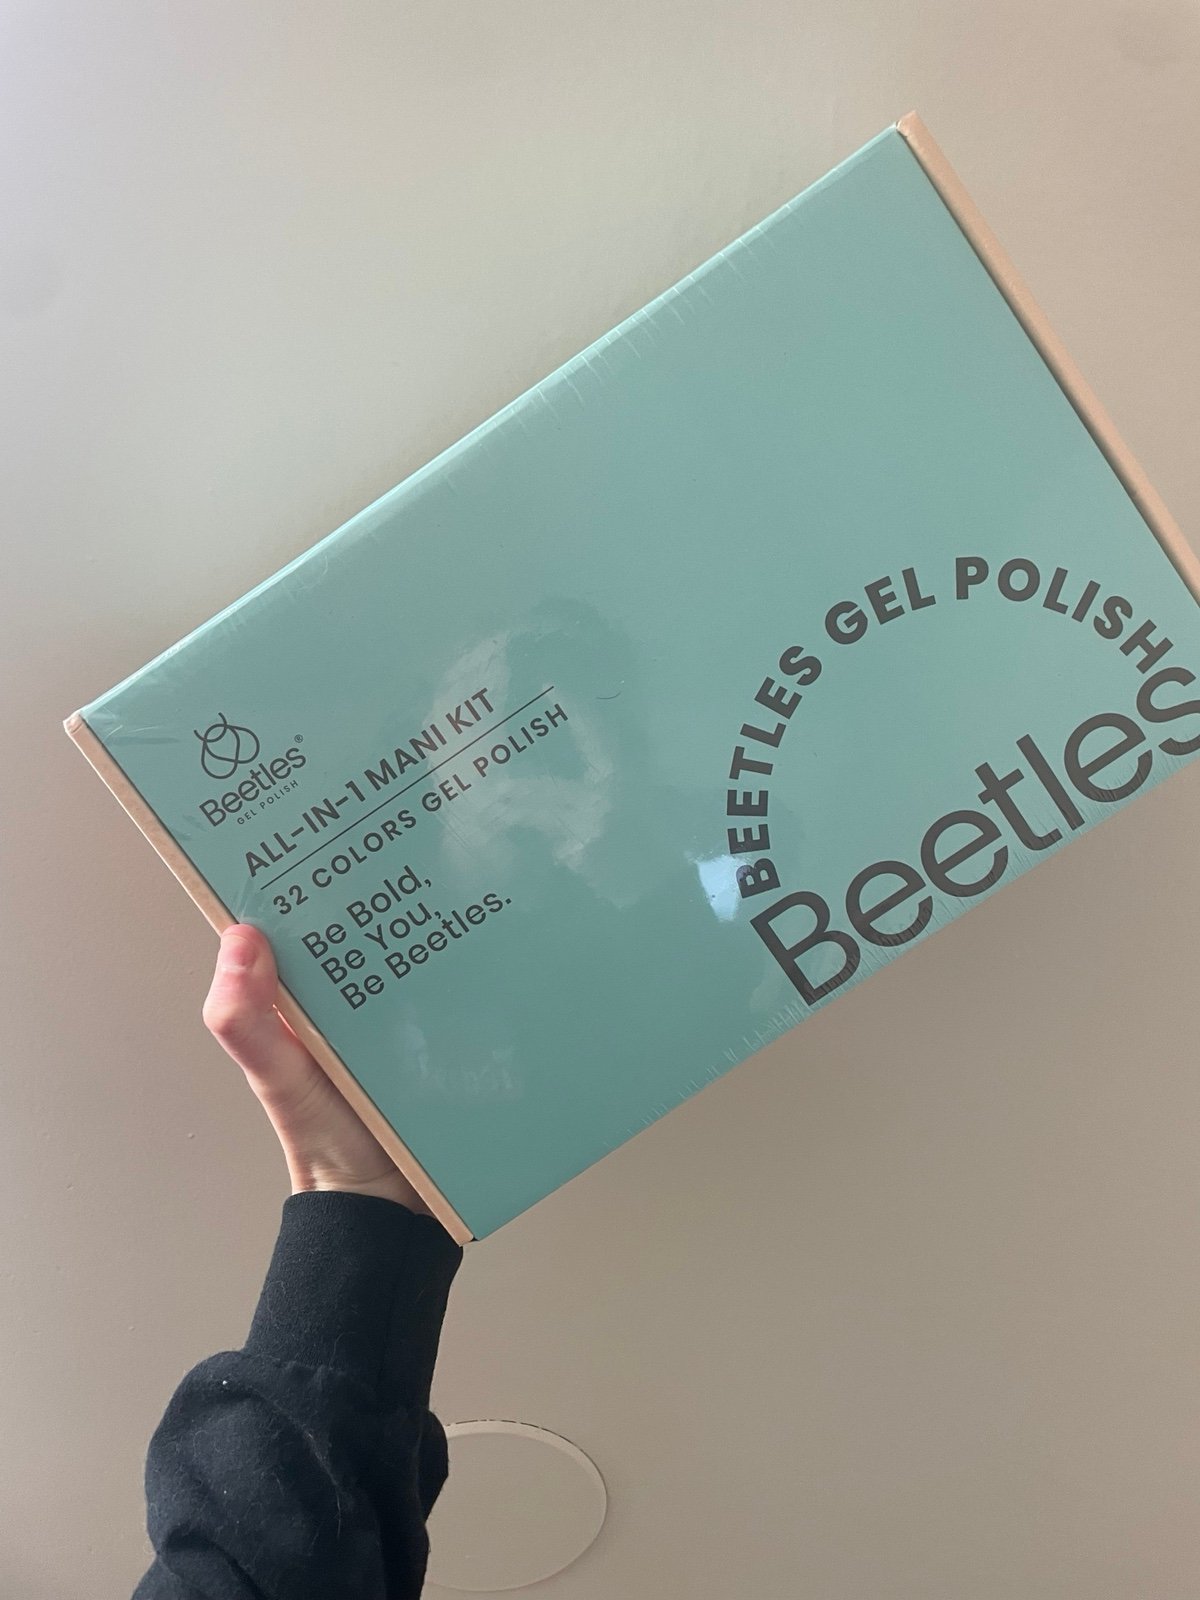 Beetles®
GEL POLISH
ALL-IN-1 MANI KIT
32 COLORS GEL POLISH
Be Bold,
Be You,
Be Beetles.
BEETLES GEL POLISH
Beetles